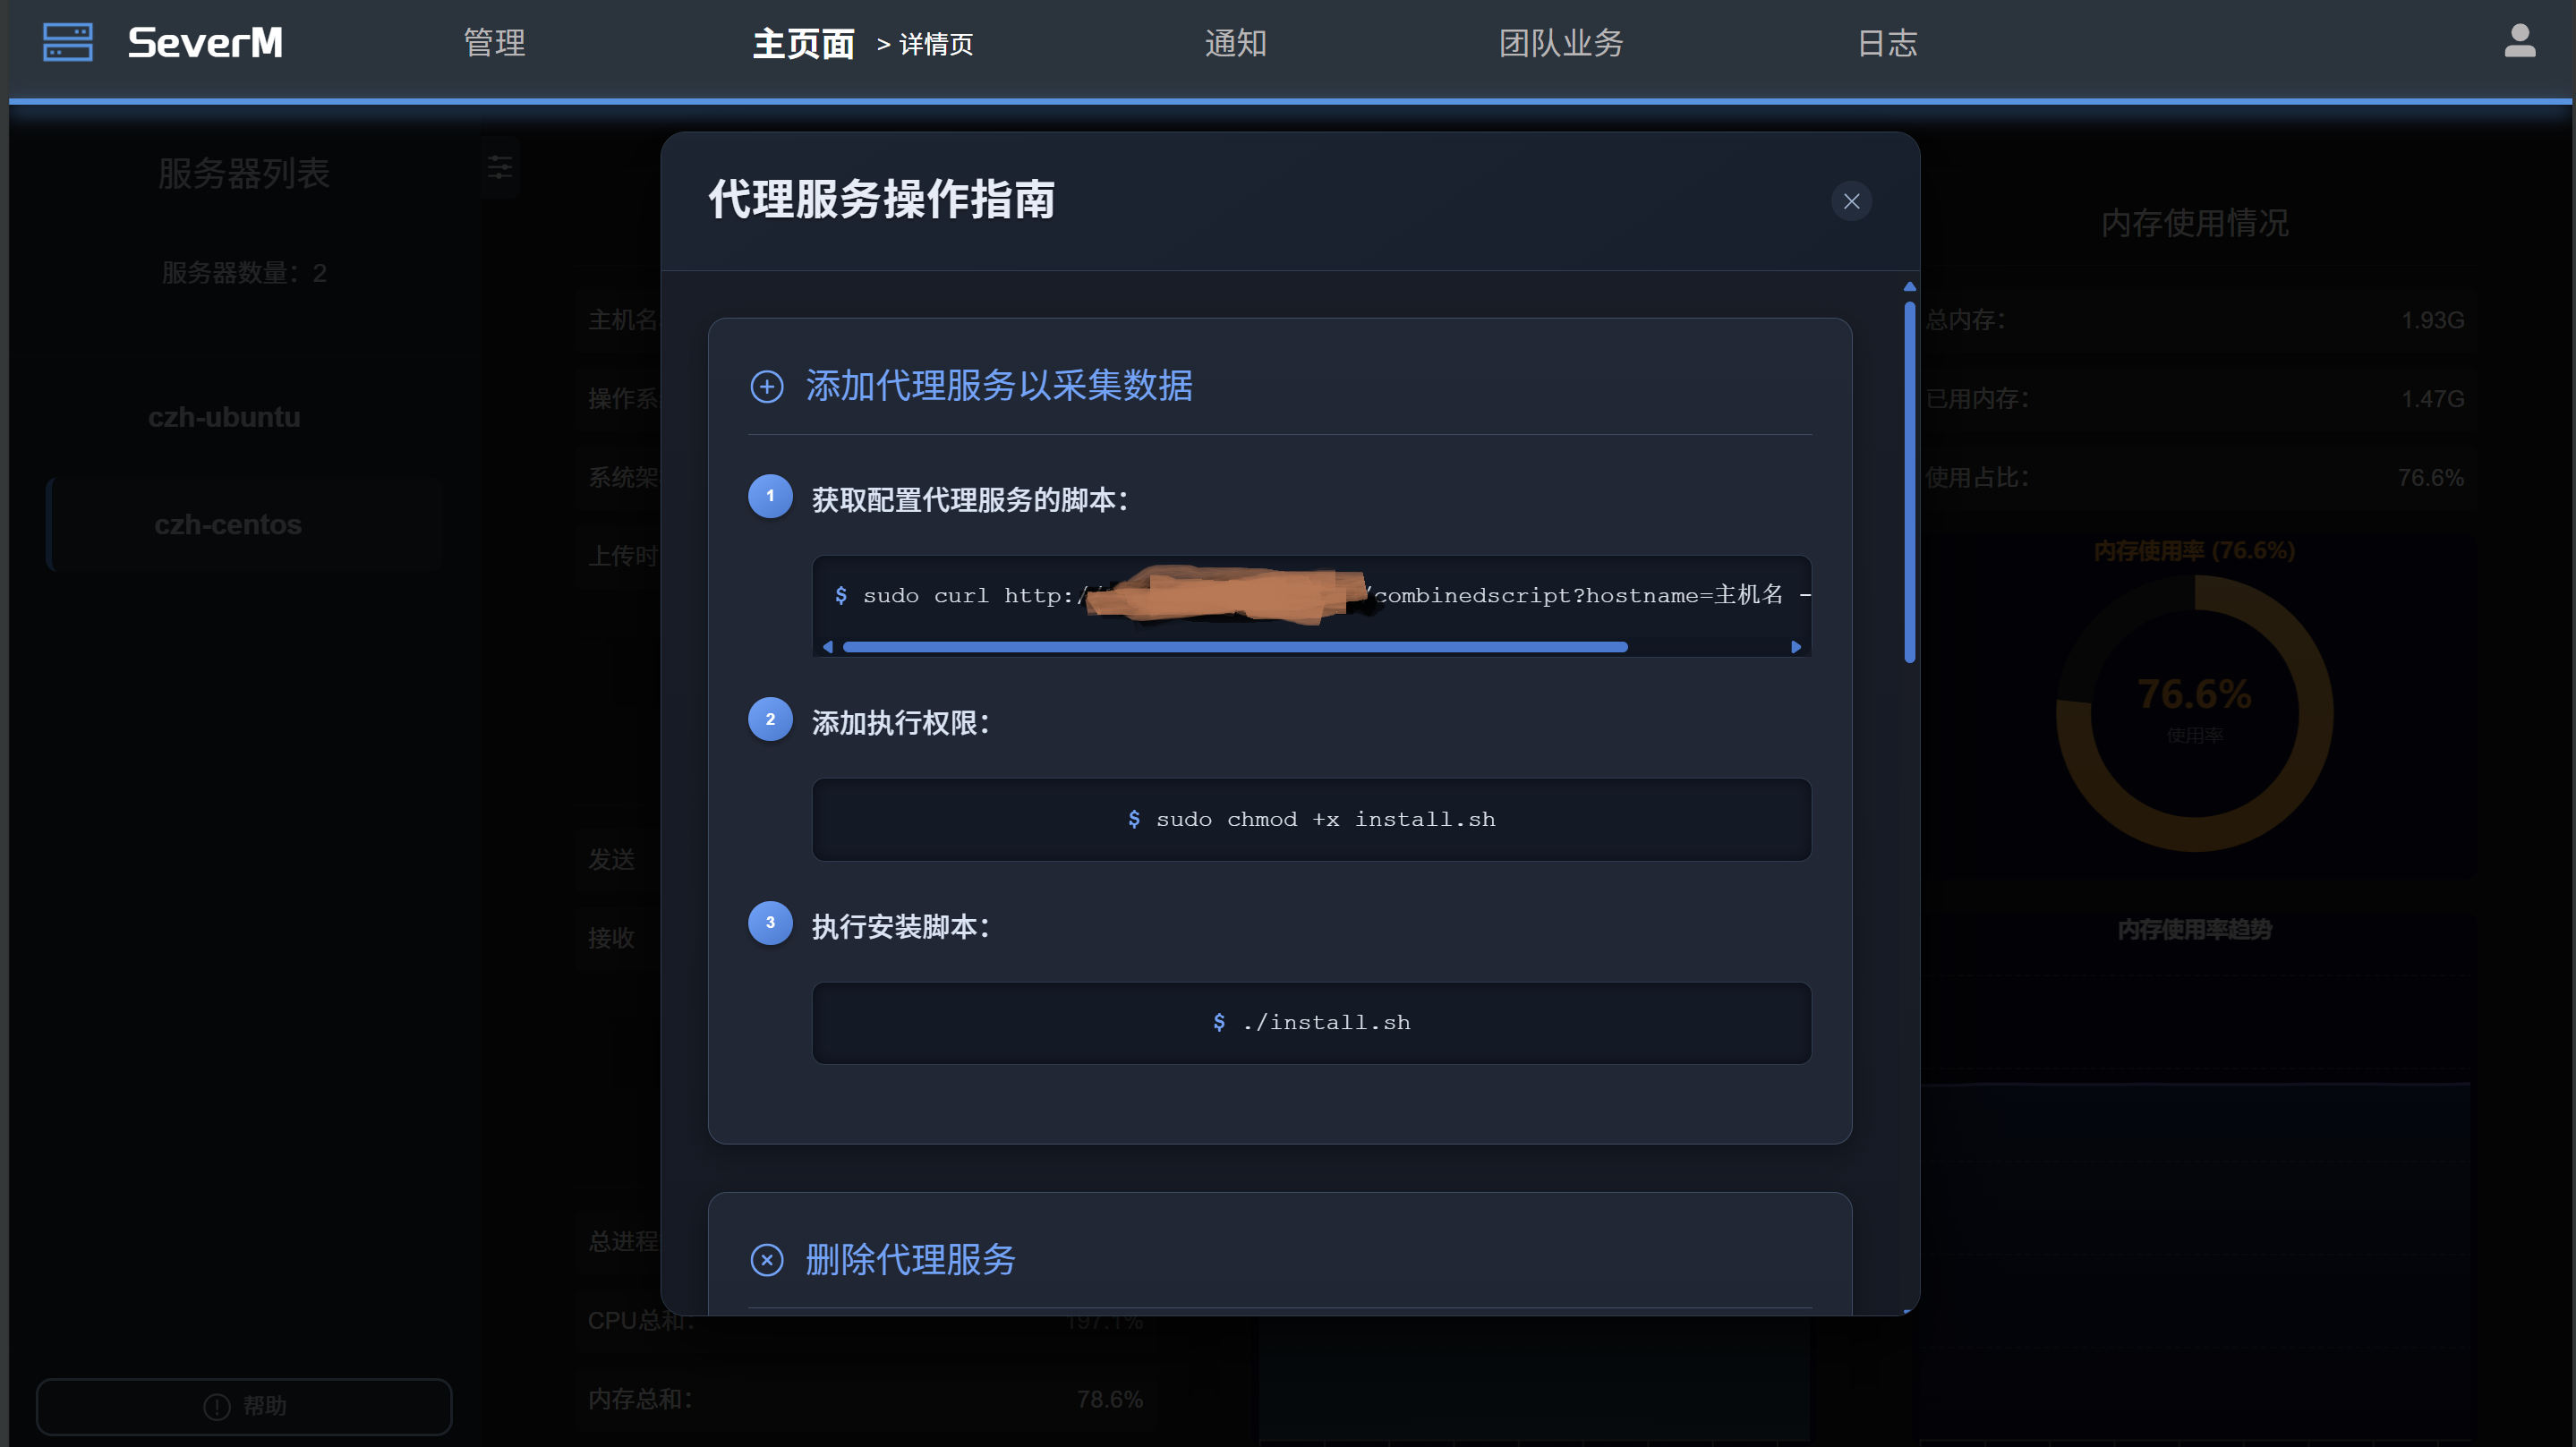 SeverM
管理
主页面 > 详情页
通知
团队业务
日志
服务器列表
服务器数量：2
czh-ubuntu
czh-centos
帮助
主机名
操作系
系统架
上传时
发送
接收
总进程
CPU总和： 197.1%
内存总和： 78.6%
代理服务操作指南
添加代理服务以采集数据
1 获取配置代理服务的脚本：
$ sudo curl http:/ /combinedscript?hostname=主机名 -
2 添加执行权限：
$ sudo chmod +x install.sh
3 执行安装脚本：
$ ./install.sh
删除代理服务
内存使用情况
总内存： 1.93G
已用内存： 1.47G
使用占比： 76.6%
内存使用率 (76.6%)
76.6%
使用率
内存使用率趋势